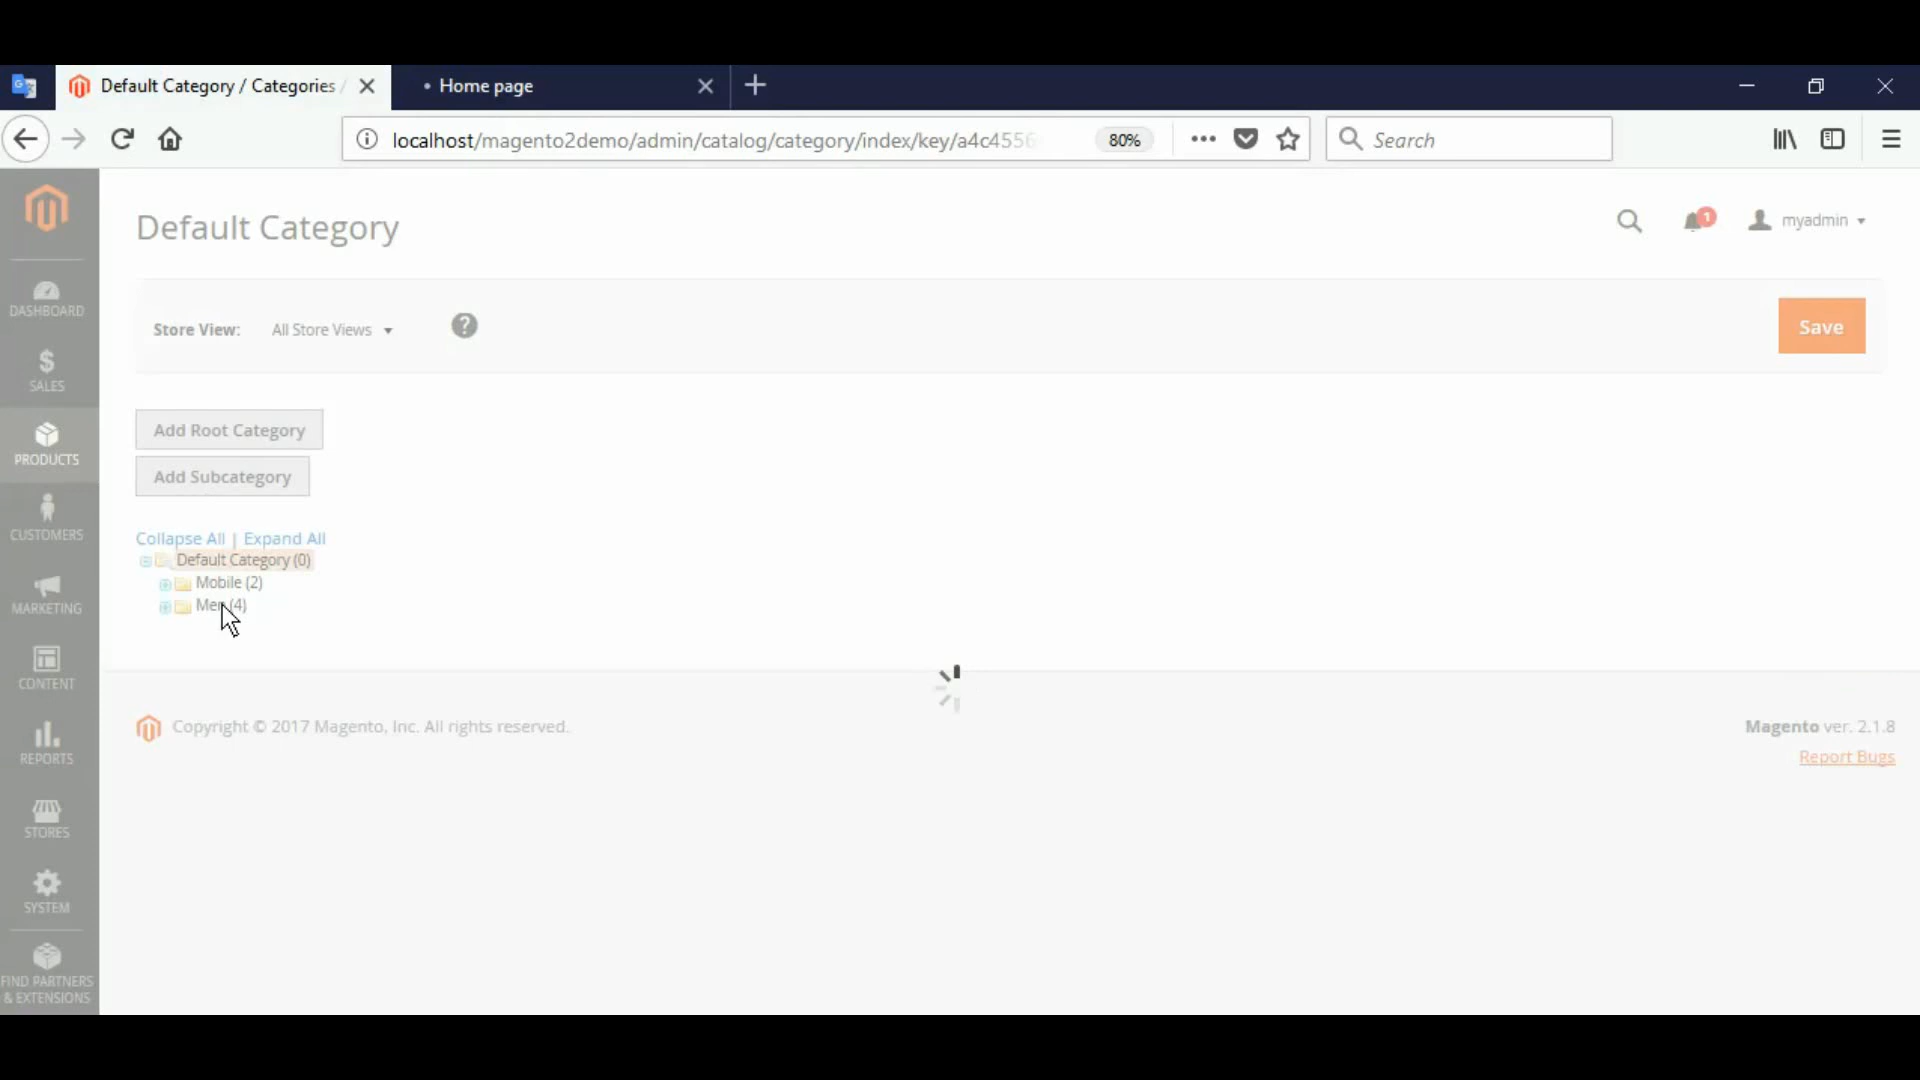 Default Category / Categories /
Home page
localhost/magento2demo/admin/catalog/category/index/key/a4c4556
80%
Search
Default Category
1
myadmin
Store View: All Store Views
?
Save
DASHBOARD
SALES
PRODUCTS
CUSTOMERS
MARKETING
CONTENT
REPORTS
STORES
SYSTEM
FIND PARTNERS
& EXTENSIONS
Add Root Category
Add Subcategory
Collapse All | Expand All
Default Category (0)
Mobile (2)
Men (4)
Copyright © 2017 Magento, Inc. All rights reserved.
Magento ver. 2.1.8
Report Bugs